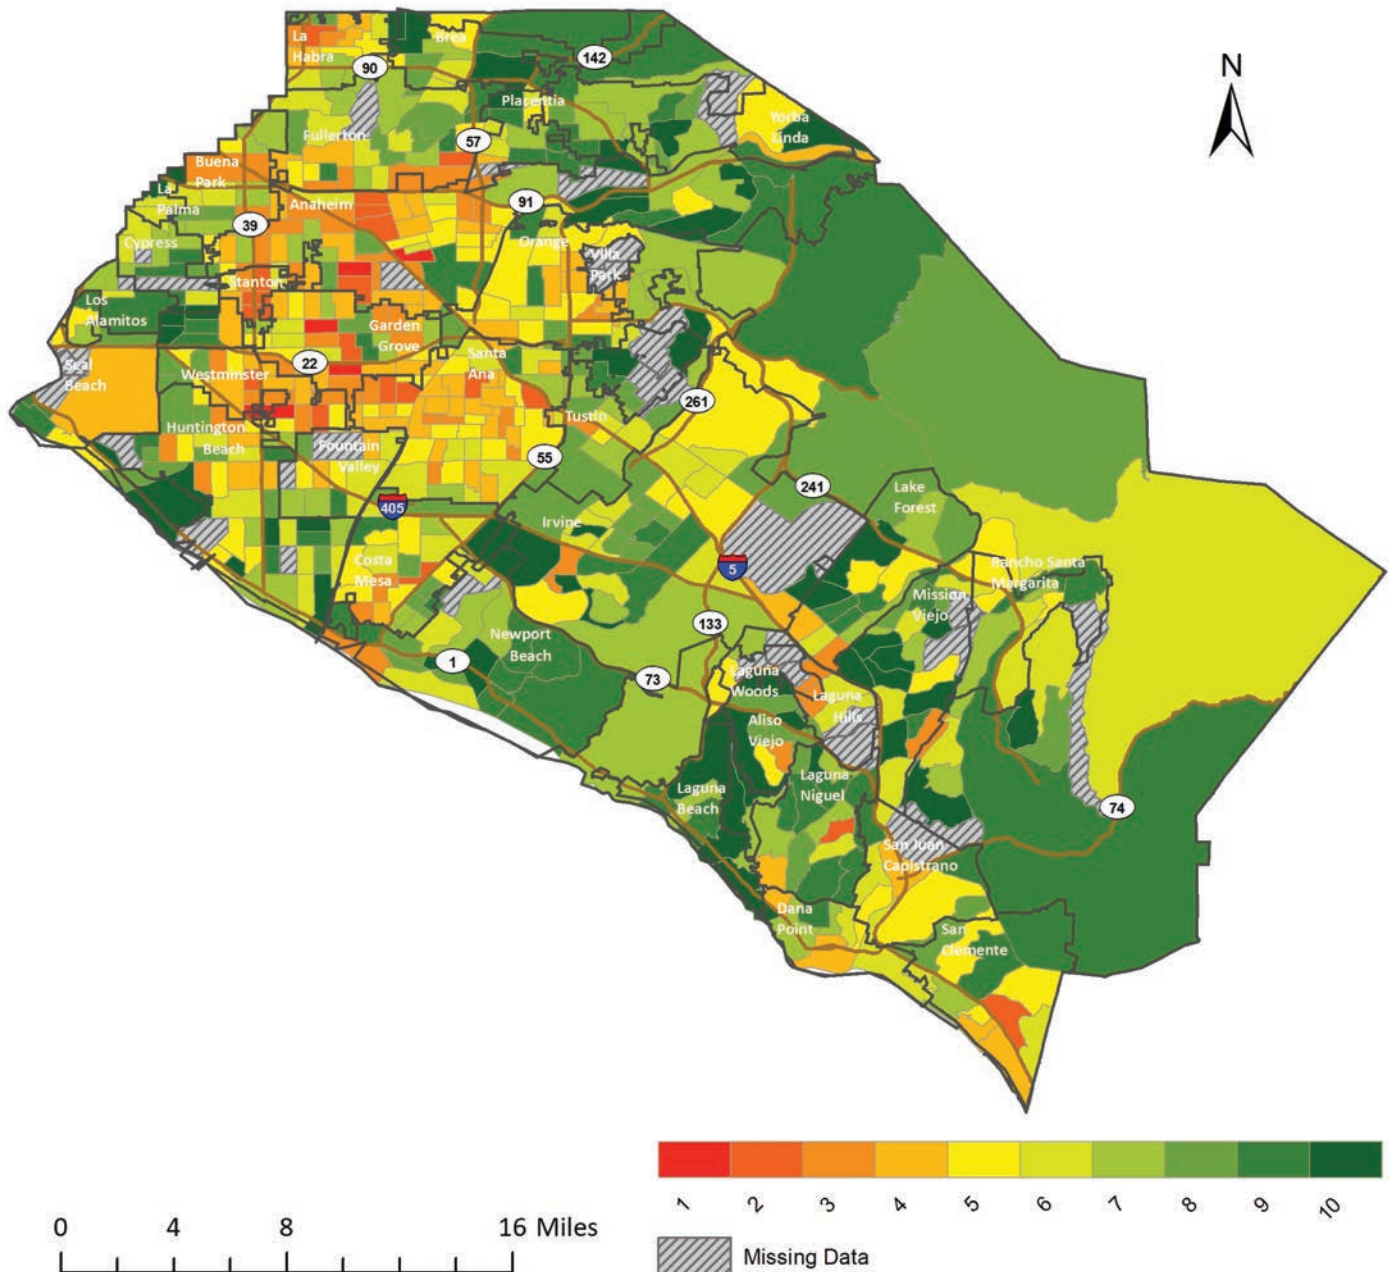 La
Habra
Brea
90
142
N
Placentia
Yorba
Linda
Fullerton
57
Buena
Park
La
Palma
Anaheim
91
39
Cypress
Orange
Villa
Park
Stanton
Los
Alamitos
Garden
Grove
Santa
Ana
22
Seal
Beach
Westminster
261
Tustin
Huntington
Beach
Fountain
Valley
55
241
Lake
Forest
405
Irvine
Costa
Mesa
5
Rancho Santa
Margarita
Mission
Viejo
133
Newport
Beach
1
73
Laguna
Woods
Laguna
Hills
Aliso
Viejo
Laguna
Niguel
Laguna
Beach
74
San Juan
Capistrano
Dana
Point
San
Clemente
1 2 3 4 5 6 7 8 9 10
0 4 8 16 Miles
Missing Data